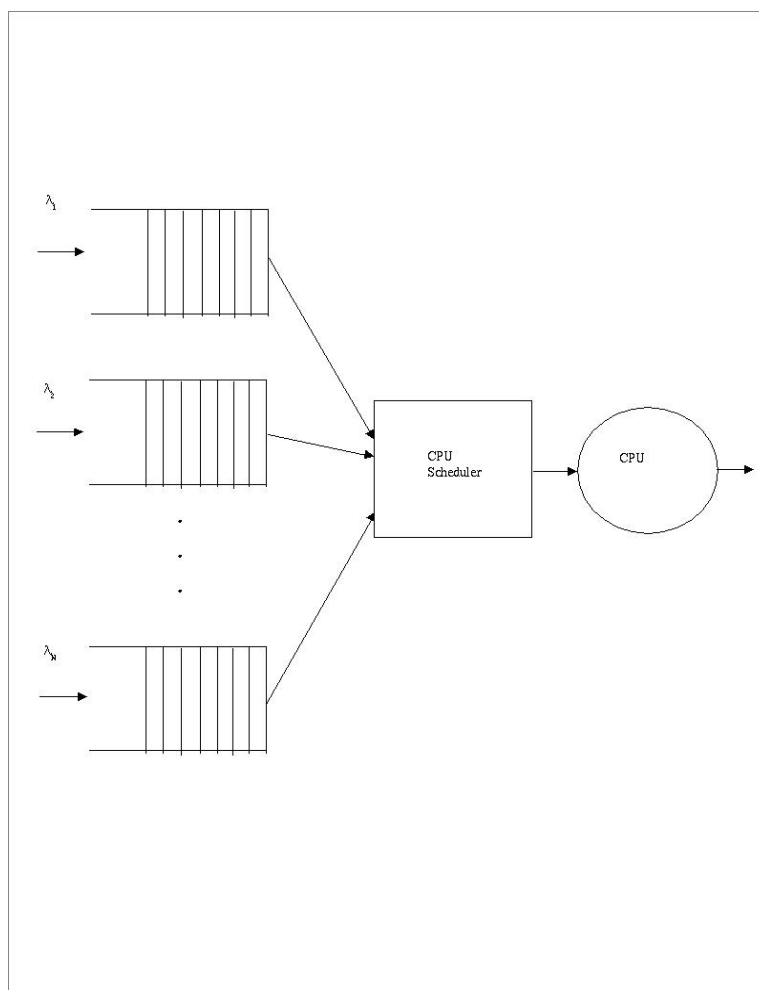 λ1
λ2
CPU
Scheduler
CPU
λN